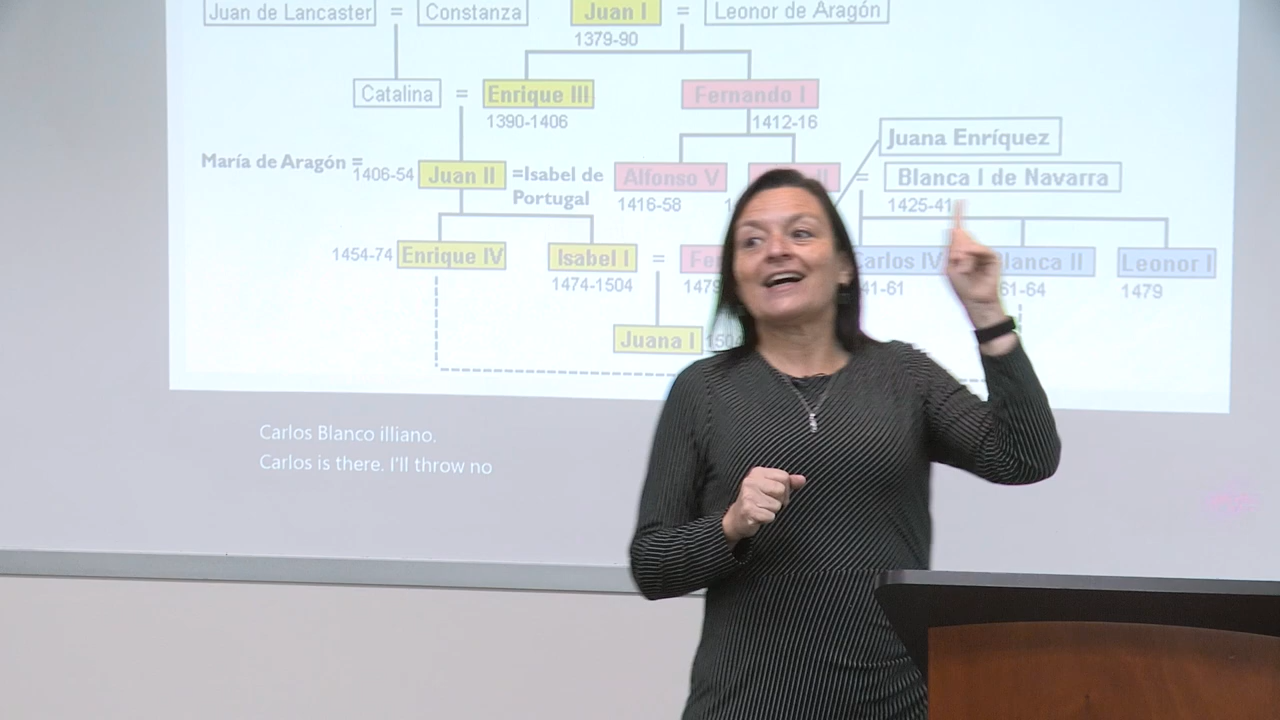 Juan de Lancaster = Constanza Juan I = Leonor de Aragón
1379-90
Catalina = Enrique III Fernando I
1390-1406 1412-16
Juana Enríquez
María de Aragón = 1406-54 Juan II =Isabel de Portugal Alfonso V II = Blanca I de Navarra
1416-58 1425-41
1454-74 Enrique IV Isabel I = Carlos IV Blanca II Leonor I
1474-1504 1479
Juana I
Carlos Blanco illiano.
Carlos is there. I'll throw no